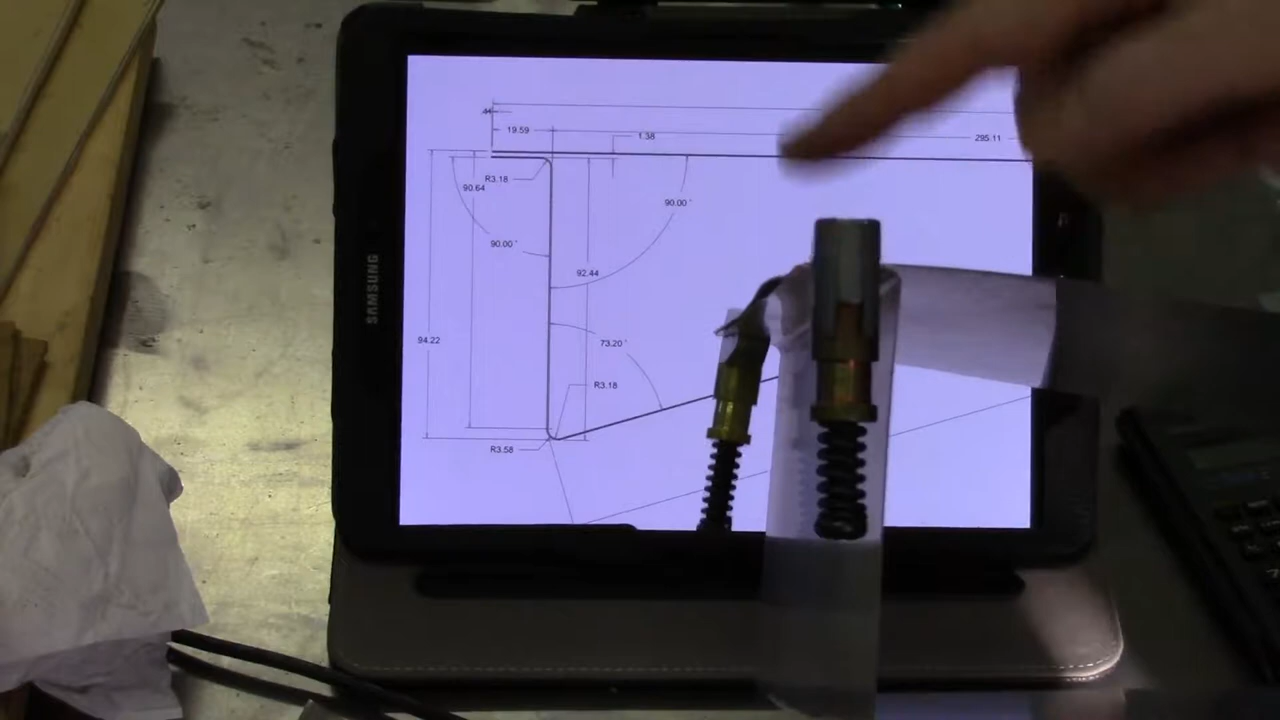 19.59
1.38
295.11
R3.18
90.64
90.00°
90.00°
92.44
94.22
73.20°
R3.18
R3.58
SAMSUNG